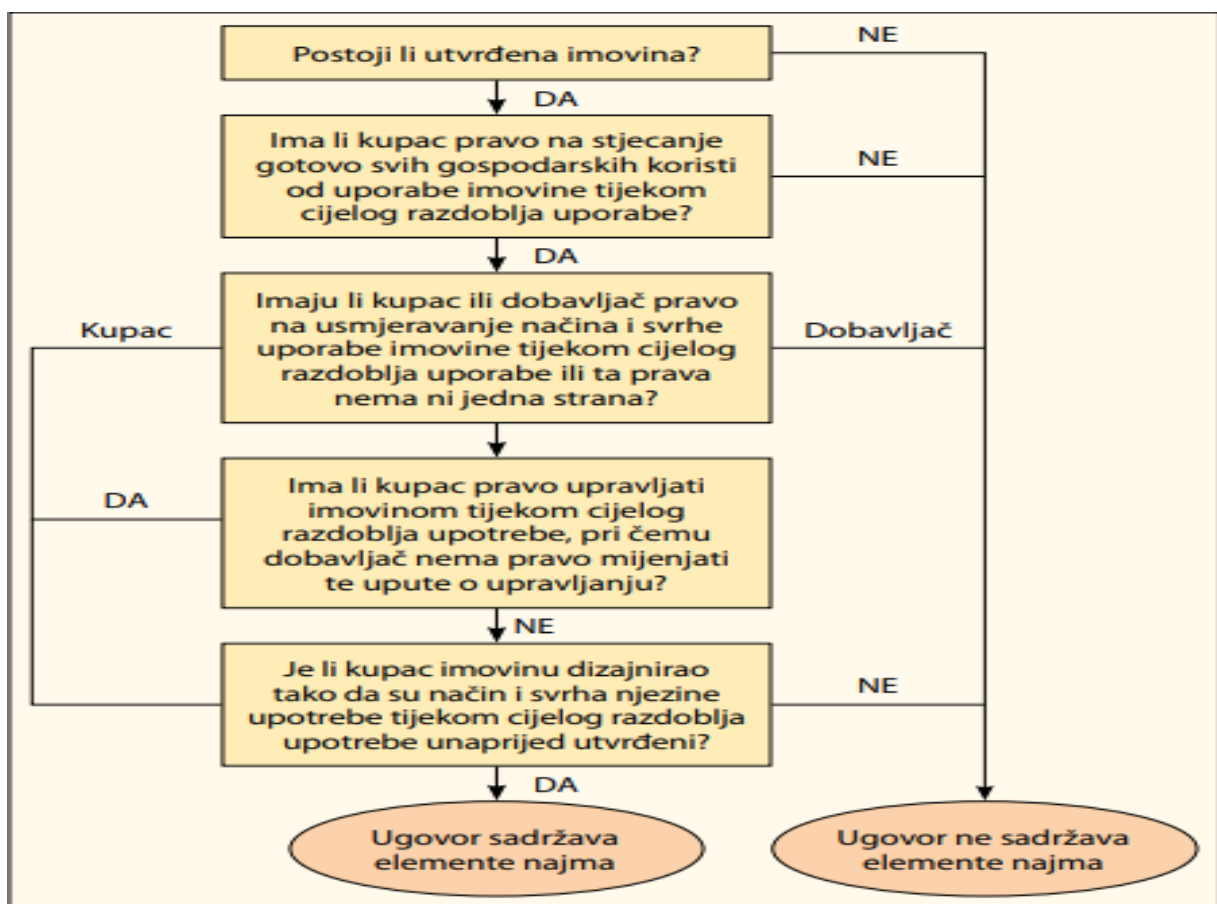 Postoji li utvrđena imovina?
NE
DA
Ima li kupac pravo na stjecanje
gotovo svih gospodarskih koristi
od uporabe imovine tijekom
cijelog razdoblja uporabe?
NE
DA
Imaju li kupac ili dobavljač pravo
na usmjeravanje načina i svrhe
uporabe imovine tijekom cijelog
razdoblja uporabe ili ta prava
nema ni jedna strana?
Kupac
Dobavljač
Ima li kupac pravo upravljati
imovinom tijekom cijelog
razdoblja upotrebe, pri čemu
dobavljač nema pravo mijenjati
te upute o upravljanju?
DA
NE
Je li kupac imovinu dizajnirao
tako da su način i svrha njezine
upotrebe tijekom cijelog razdoblja
upotrebe unaprijed utvrđeni?
NE
DA
Ugovor sadržava
elemente najma
Ugovor ne sadržava
elemente najma